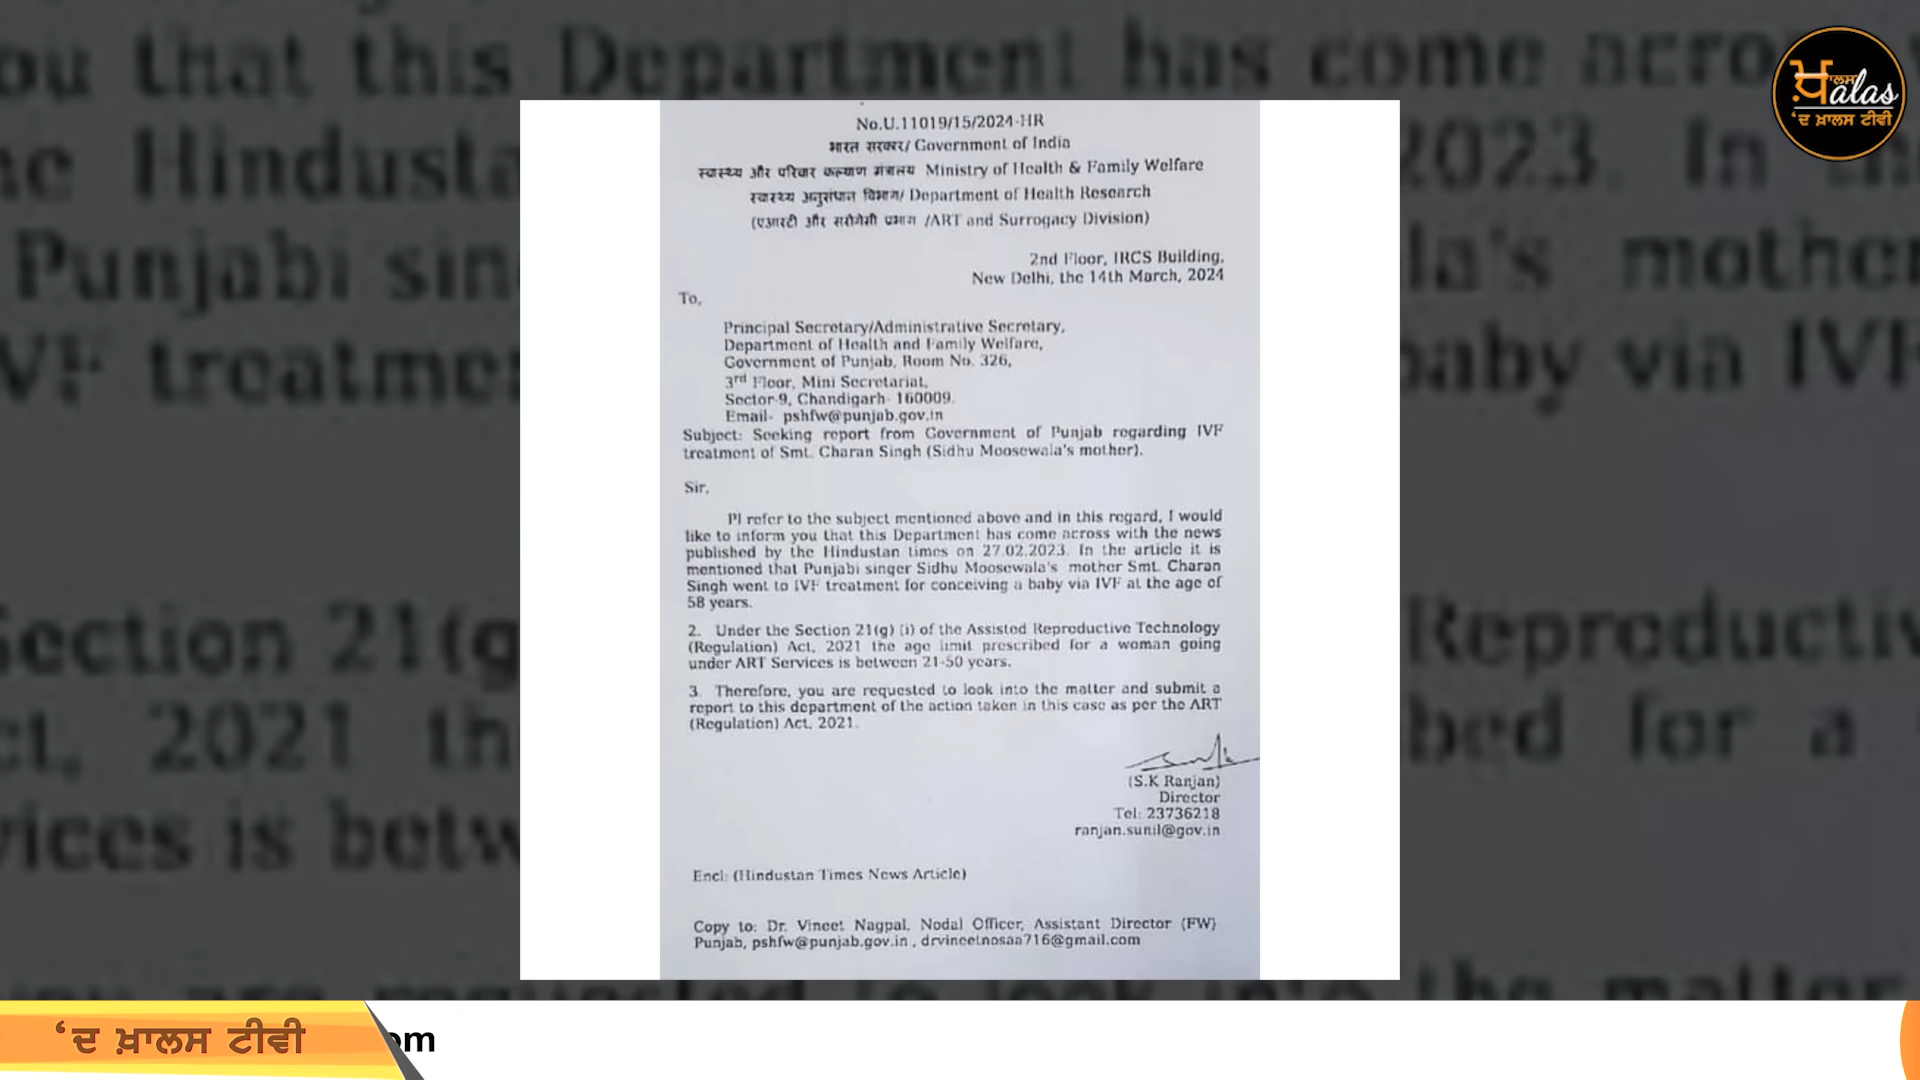 No.U.11019/15/2024-HR
भारत सरकार/ Government of India
स्वास्थ्य और परिवार कल्याण मंत्रालय Ministry of Health & Family Welfare
स्वास्थ्य अनुसंधान विभाग/ Department of Health Research
(एआरटी और सरोगेसी प्रभाग /ART and Surrogacy Division)
2nd Floor, IRCS Building,
New Delhi, the 14th March, 2024
To,
Principal Secretary/Administrative Secretary,
Department of Health and Family Welfare,
Government of Punjab, Room No. 326,
3rd Floor, Mini Secretariat,
Sector-9, Chandigarh- 160009.
Email- pshfw@punjab.gov.in
Subject: Seeking report from Government of Punjab regarding IVF
treatment of Smt. Charan Singh (Sidhu Moosewala's mother).
Sir,
Pl refer to the subject mentioned above and in this regard, I would
like to inform you that this Department has come across with the news
published by the Hindustan times on 27.02.2023. In the article it is
mentioned that Punjabi singer Sidhu Moosewala's mother Smt. Charan
Singh went to IVF treatment for conceiving a baby via IVF at the age of
58 years.
2. Under the Section 21(g) (i) of the Assisted Reproductive Technology
(Regulation) Act, 2021 the age limit prescribed for a woman going
under ART Services is between 21-50 years.
3. Therefore, you are requested to look into the matter and submit a
report to this department of the action taken in this case as per the ART
(Regulation) Act, 2021.
(S.K Ranjan)
Director
Tel: 23736218
ranjan.sunil@gov.in
Encl: (Hindustan Times News Article)
Copy to: Dr. Vineet Nagpal, Nodal Officer, Assistant Director (FW)
Punjab, pshfw@punjab.gov.in , drvineetnosaa716@gmail.com
ਖ਼ਾਲਸ alas
'ਦ ਖ਼ਾਲਸ ਟੀਵੀ
'ਦ ਖ਼ਾਲਸ ਟੀਵੀ
om